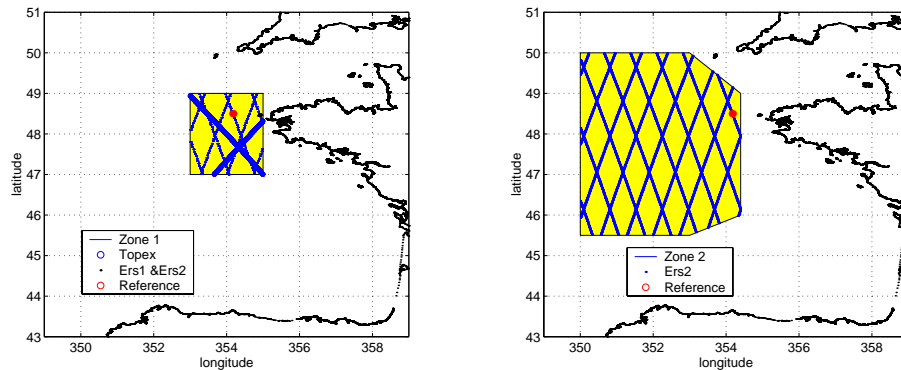 51
50
49
48
47
46
45
44
43
latitude
350
352
354
356
358
longitude
Zone 1
Topex
Ers1 &Ers2
Reference
51
50
49
48
47
46
45
44
43
latitude
350
352
354
356
358
longitude
Zone 2
Ers2
Reference